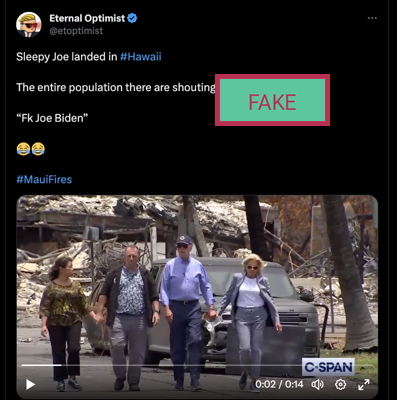 Eternal Optimist
@etoptimist
Sleepy Joe landed in #Hawaii
The entire population there are shouting
FAKE
“Fk Joe Biden”
😂😂
#MauiFires
C-SPAN
0:02 / 0:14